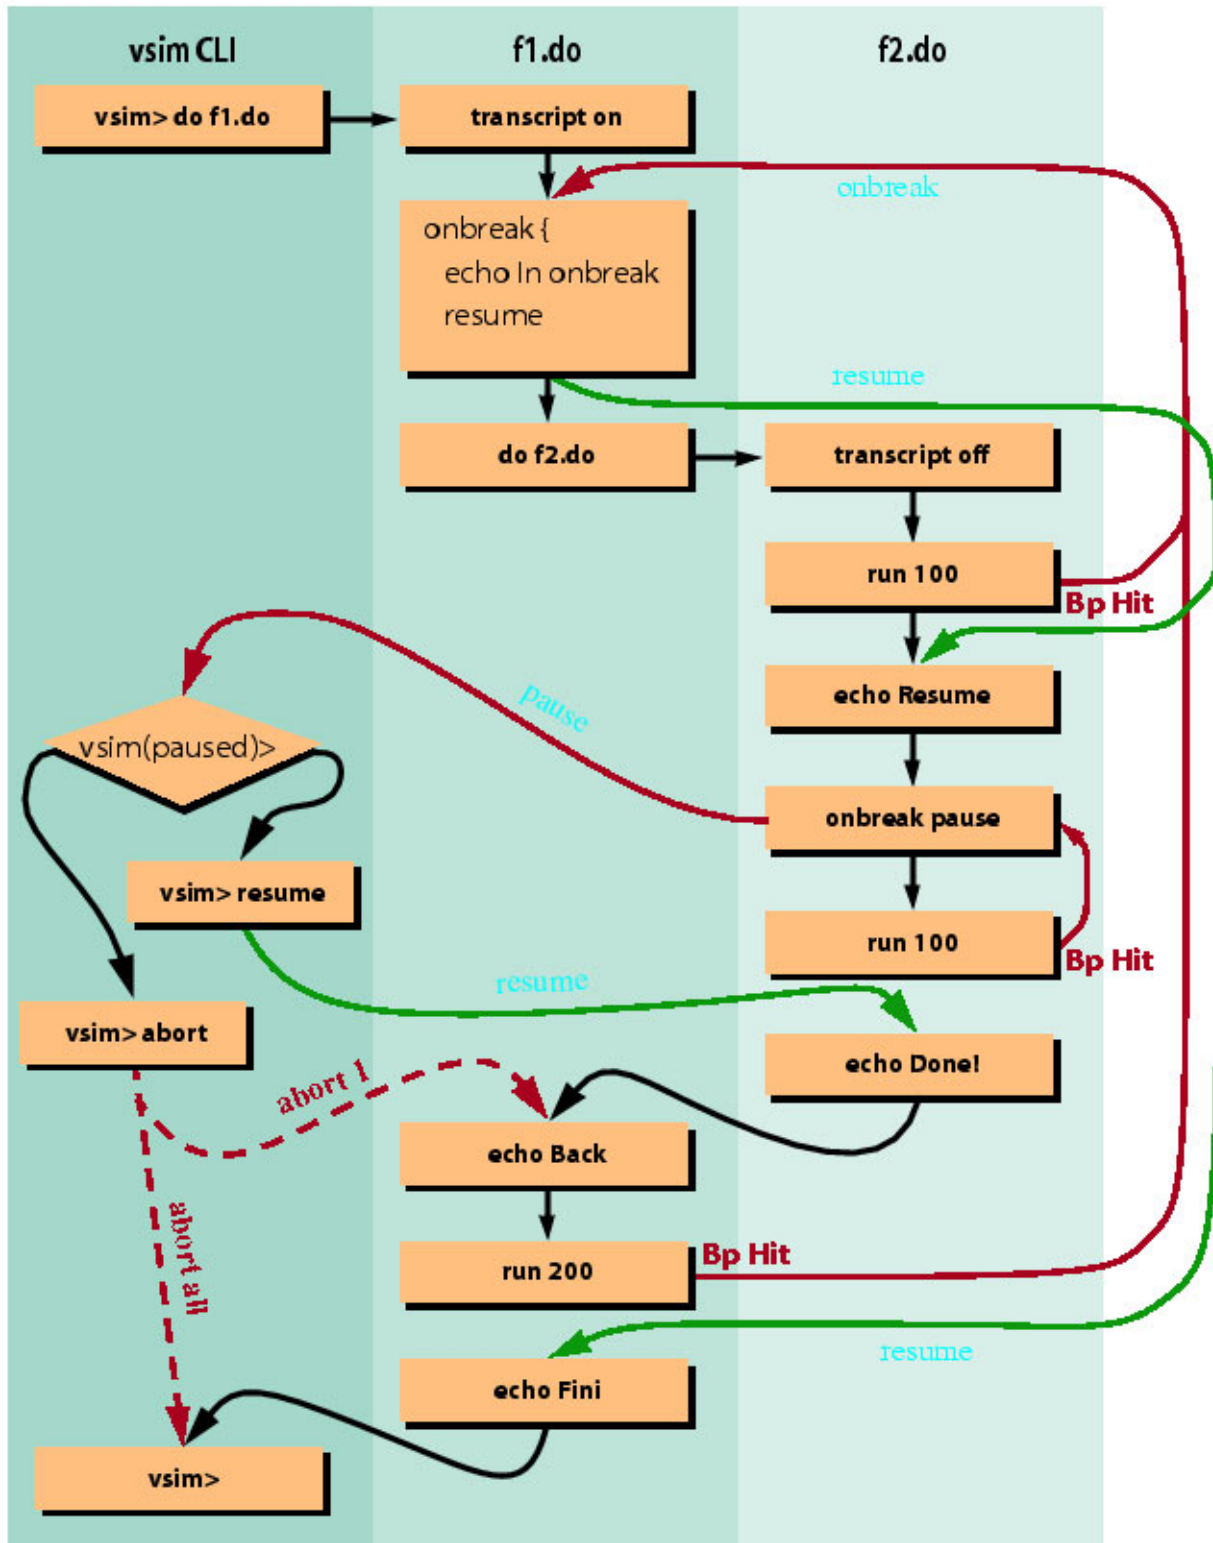 vsim CLI
f1.do
f2.do
vsim> do f1.do
transcript on
onbreak
onbreak {
echo In onbreak
resume
resume
do f2.do
transcript off
run 100
Bp Hit
echo Resume
pause
vsim(paused)>
onbreak pause
vsim> resume
run 100
Bp Hit
resume
vsim> abort
echo Done!
abort 1
echo Back
abort all
Bp Hit
run 200
resume
echo Fini
vsim>